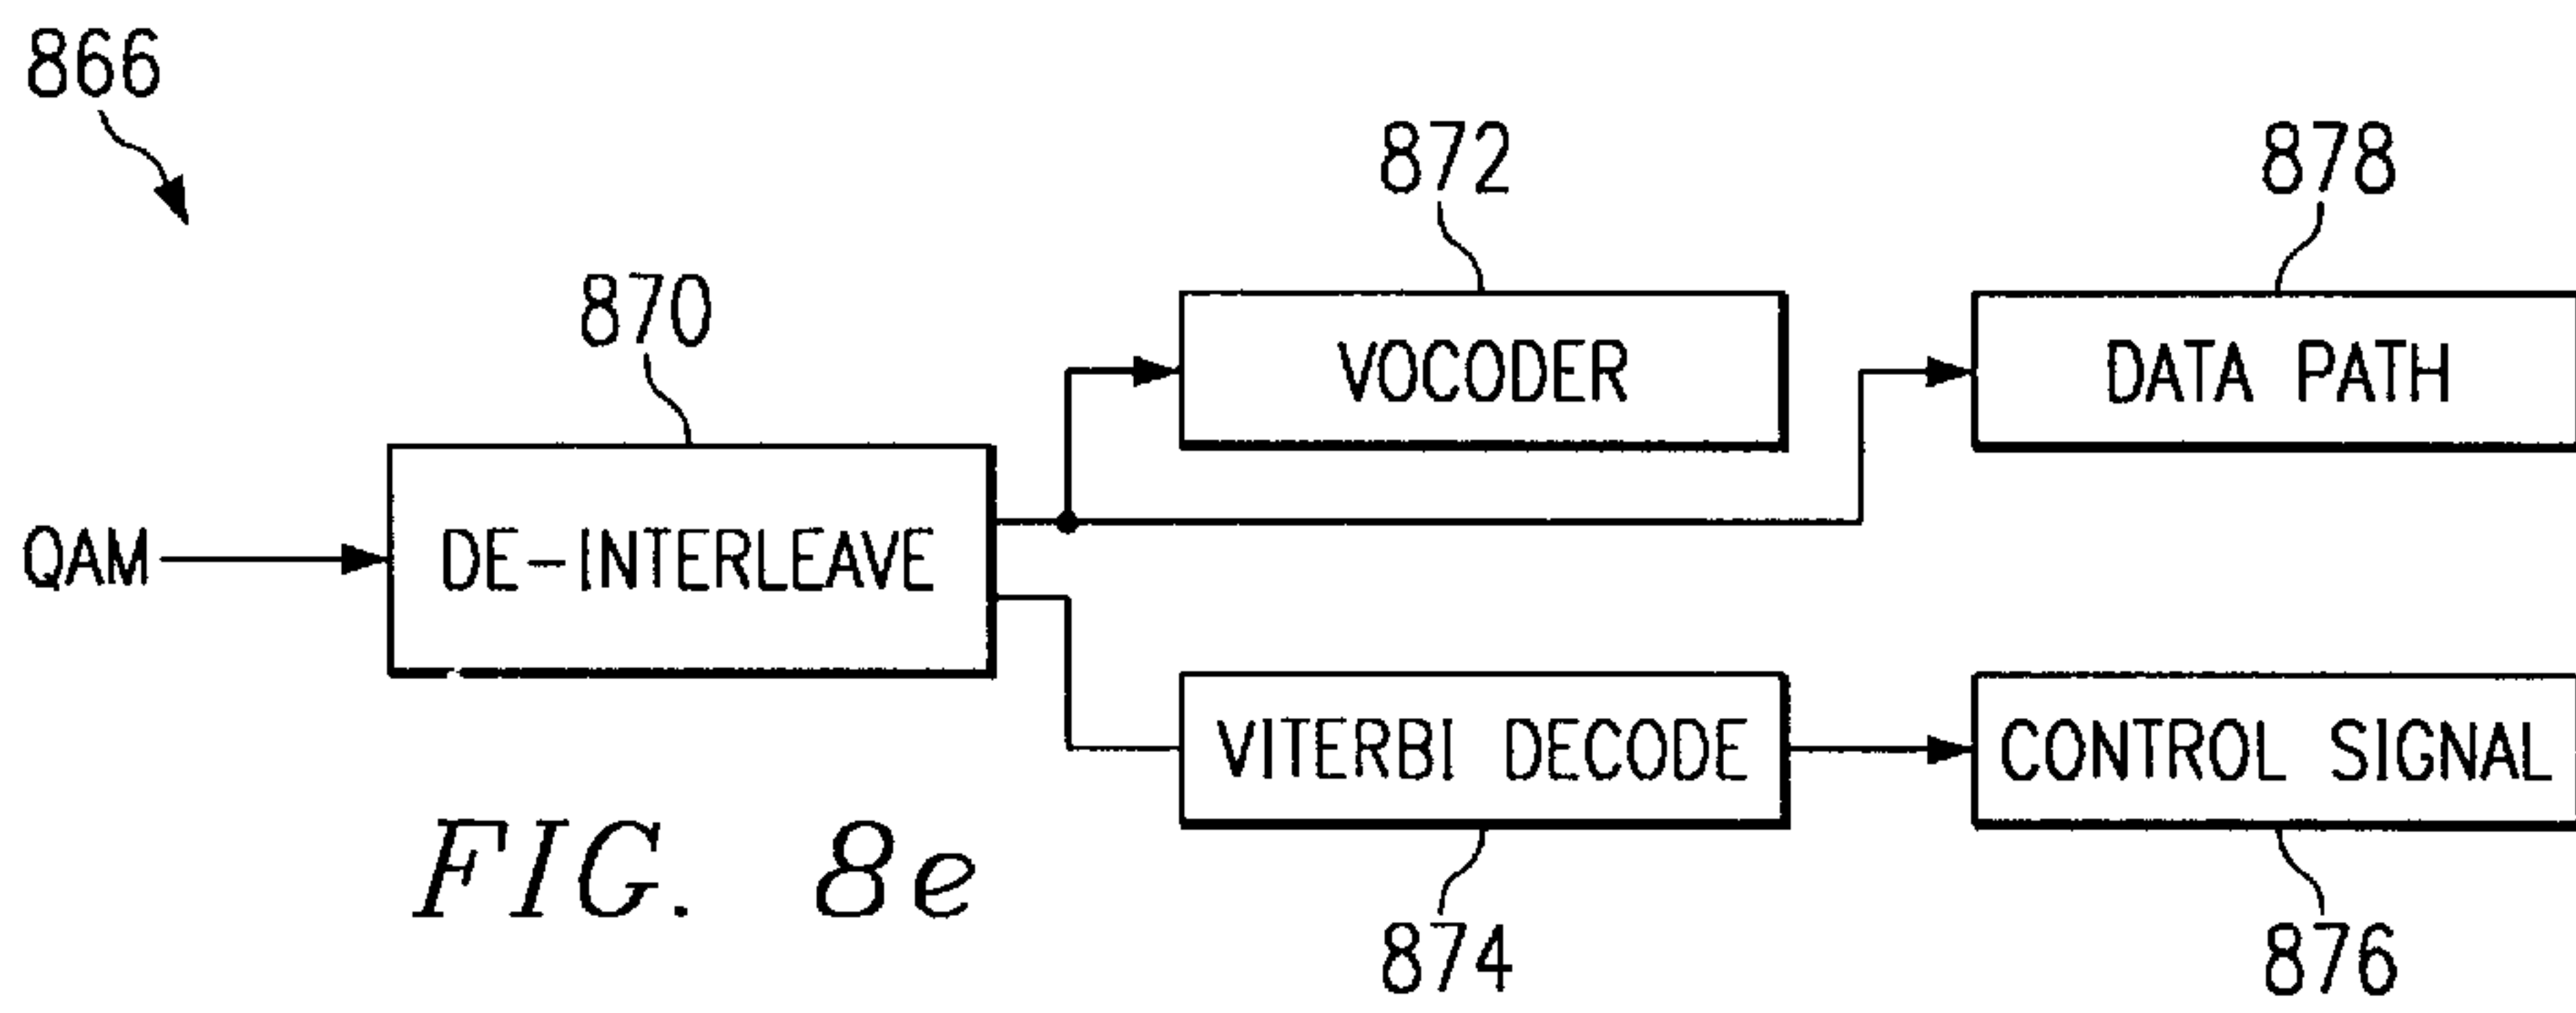 866
872
878
870
VOCODER
DATA PATH
QAM
DE-INTERLEAVE
VITERBI DECODE
CONTROL SIGNAL
FIG. 8e
874
876